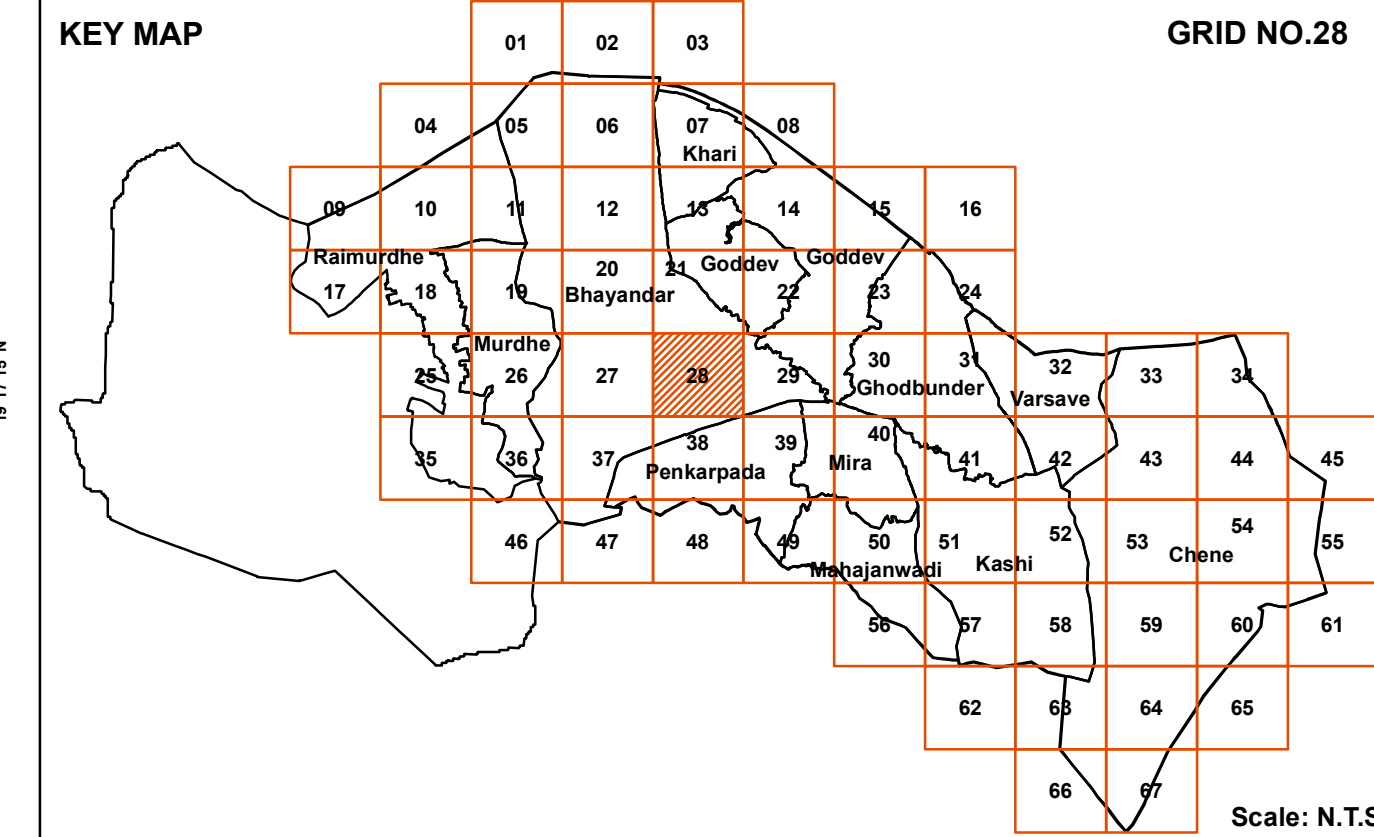 KEY MAP
GRID NO.28
01 02 03
04 05 06 07 08
Khari
09 10 11 12 13 14 15 16
Raimurdhe Goddev Goddev
17 18 19 20 21 22 23 24
Bhayandar
Murdhe
25 26 27 28 29 30 31 32 33 34
Ghodbunder
Varsave
35 36 37 38 39 40 41 42 43 44 45
Penkarpada Mira
46 47 48 49 50 51 52 53 54 55
Mahajanwadi Kashi Chene
56 57 58 59 60 61
62 63 64 65
66 67
Scale: N.T.S